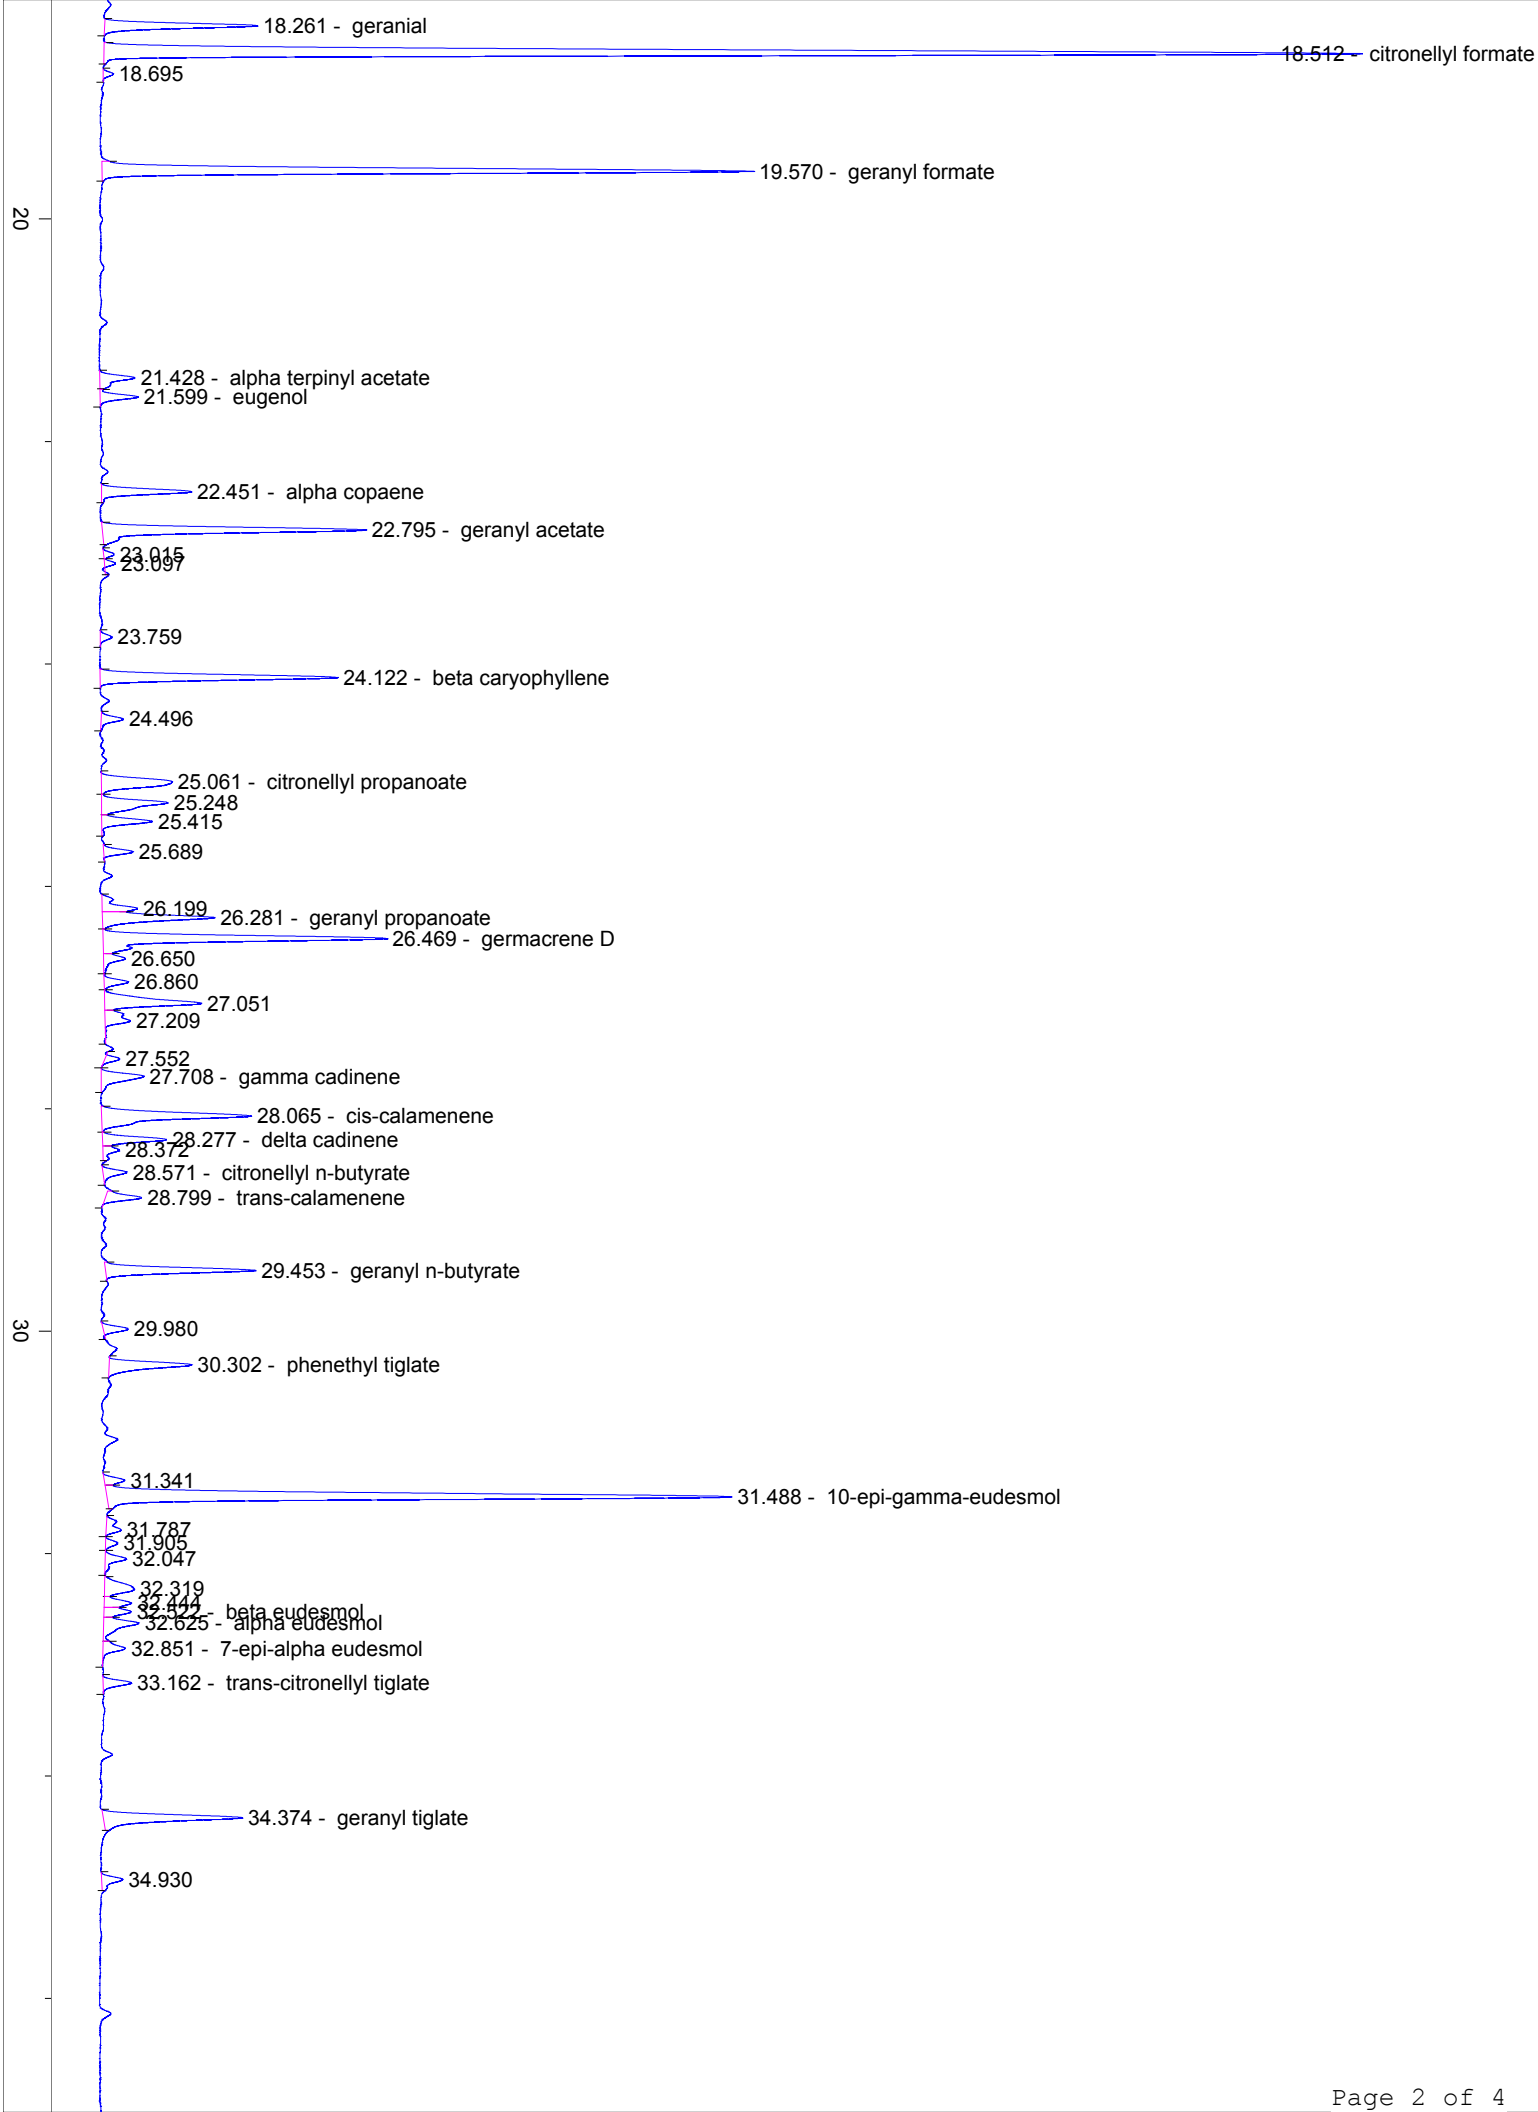 18.261 - geranial
18.512 - citronellyl formate
18.695
19.570 - geranyl formate
20
21.428 - alpha terpinyl acetate
21.599 - eugenol
22.451 - alpha copaene
22.795 - geranyl acetate
23.015
23.097
23.759
24.122 - beta caryophyllene
24.496
25.061 - citronellyl propanoate
25.248
25.415
25.689
26.199
26.281 - geranyl propanoate
26.469 - germacrene D
26.650
26.860
27.051
27.209
27.552
27.708 - gamma cadinene
28.065 - cis-calamenene
28.277 - delta cadinene
28.372
28.571 - citronellyl n-butyrate
28.799 - trans-calamenene
29.453 - geranyl n-butyrate
29.980
30
30.302 - phenethyl tiglate
31.341
31.488 - 10-epi-gamma-eudesmol
31.787
31.905
32.047
32.319
32.444
32.522 - beta eudesmol
32.625 - alpha eudesmol
32.851 - 7-epi-alpha eudesmol
33.162 - trans-citronellyl tiglate
34.374 - geranyl tiglate
34.930
Page 2 of 4